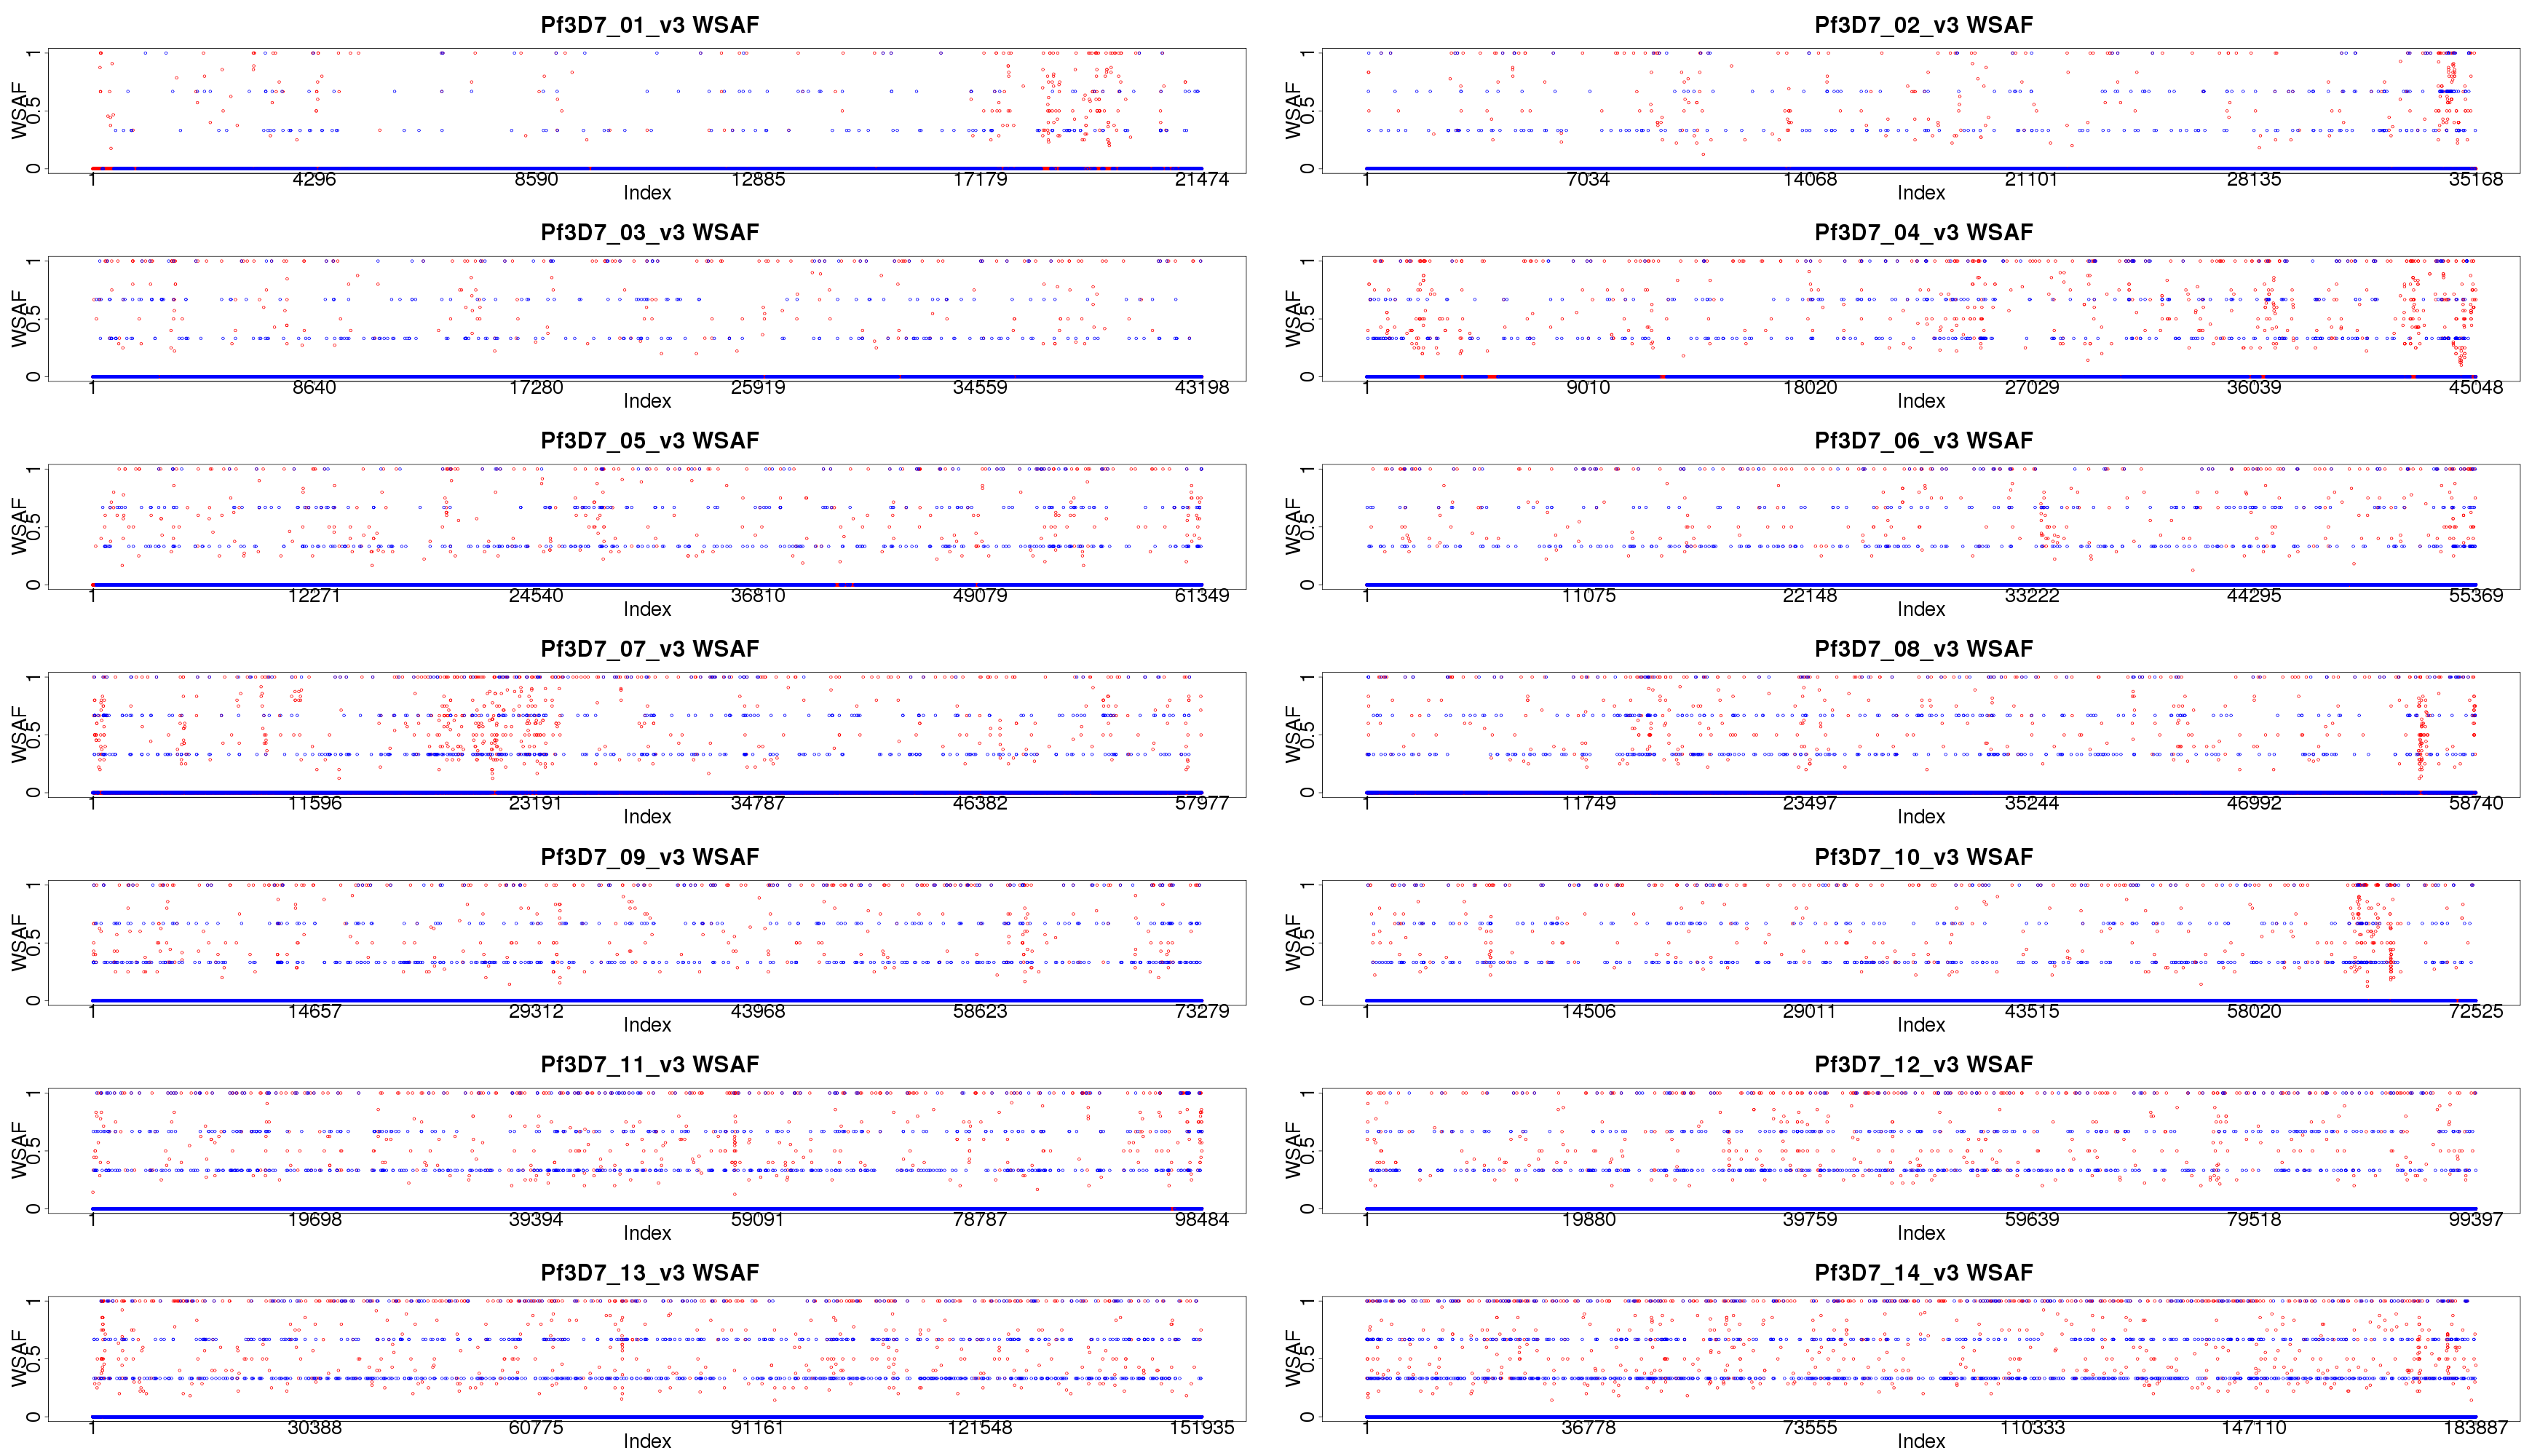 Pf3D7_01_v3 WSAF
WSAF
0 0.5 1
1 4296 8590 12885 17179 21474
Index
Pf3D7_02_v3 WSAF
WSAF
0 0.5 1
1 7034 14068 21101 28135 35168
Index
Pf3D7_03_v3 WSAF
WSAF
0 0.5 1
1 8640 17280 25919 34559 43198
Index
Pf3D7_04_v3 WSAF
WSAF
0 0.5 1
1 9010 18020 27029 36039 45048
Index
Pf3D7_05_v3 WSAF
WSAF
0 0.5 1
1 12271 24540 36810 49079 61349
Index
Pf3D7_06_v3 WSAF
WSAF
0 0.5 1
1 11075 22148 33222 44295 55369
Index
Pf3D7_07_v3 WSAF
WSAF
0 0.5 1
1 11596 23191 34787 46382 57977
Index
Pf3D7_08_v3 WSAF
WSAF
0 0.5 1
1 11749 23497 35244 46992 58740
Index
Pf3D7_09_v3 WSAF
WSAF
0 0.5 1
1 14657 29312 43968 58623 73279
Index
Pf3D7_10_v3 WSAF
WSAF
0 0.5 1
1 14506 29011 43515 58020 72525
Index
Pf3D7_11_v3 WSAF
WSAF
0 0.5 1
1 19698 39394 59091 78787 98484
Index
Pf3D7_12_v3 WSAF
WSAF
0 0.5 1
1 19880 39759 59639 79518 99397
Index
Pf3D7_13_v3 WSAF
WSAF
0 0.5 1
1 30388 60775 91161 121548 151935
Index
Pf3D7_14_v3 WSAF
WSAF
0 0.5 1
1 36778 73555 110333 147110 183887
Index